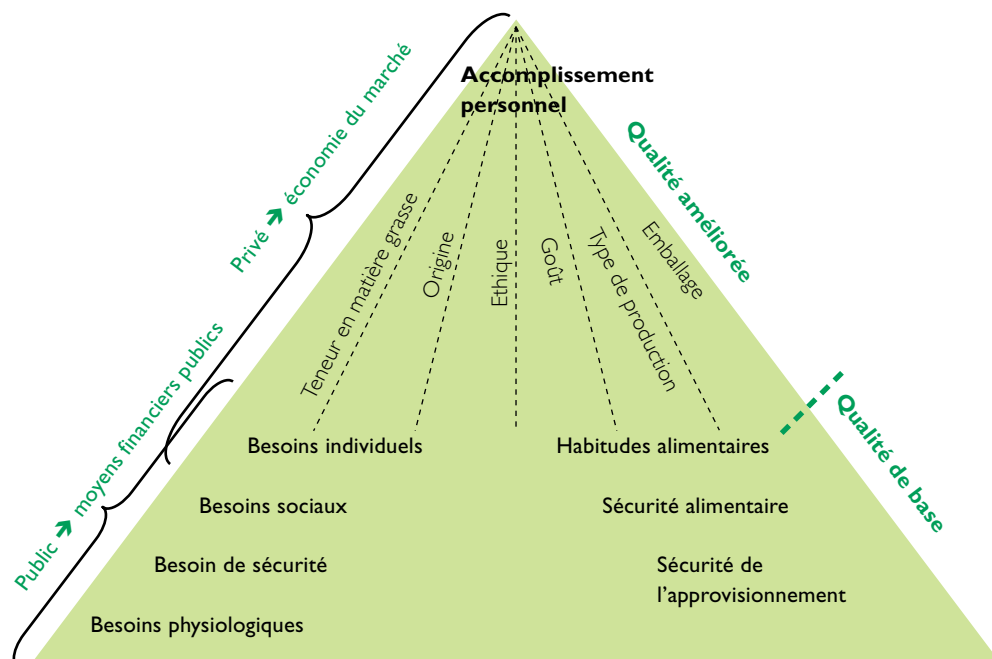 Accomplissement
personnel
Privé ➔ économie du marché
Qualité améliorée
Teneur en matière grasse
Origine
Ethique
Goût
Type de production
Emballage
Public ➔ moyens financiers publics
Qualité de base
Besoins individuels
Habitudes alimentaires
Besoins sociaux
Sécurité alimentaire
Besoin de sécurité
Sécurité de
l’approvisionnement
Besoins physiologiques